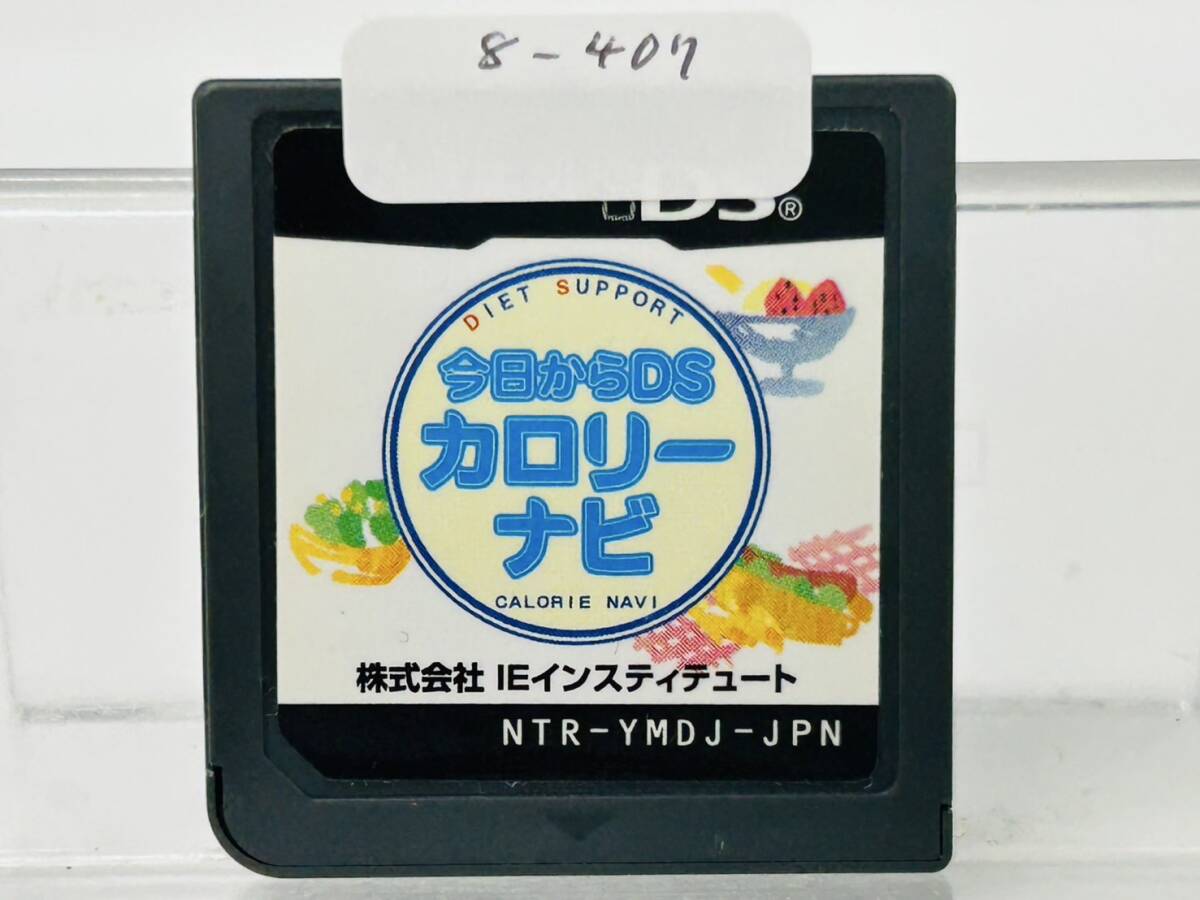 8-407
DS®
DIET SUPPORT
今日からDS
カロリー
ナビ
CALORIE NAVI
株式会社 IEインスティテュート
NTR-YMDJ-JPN